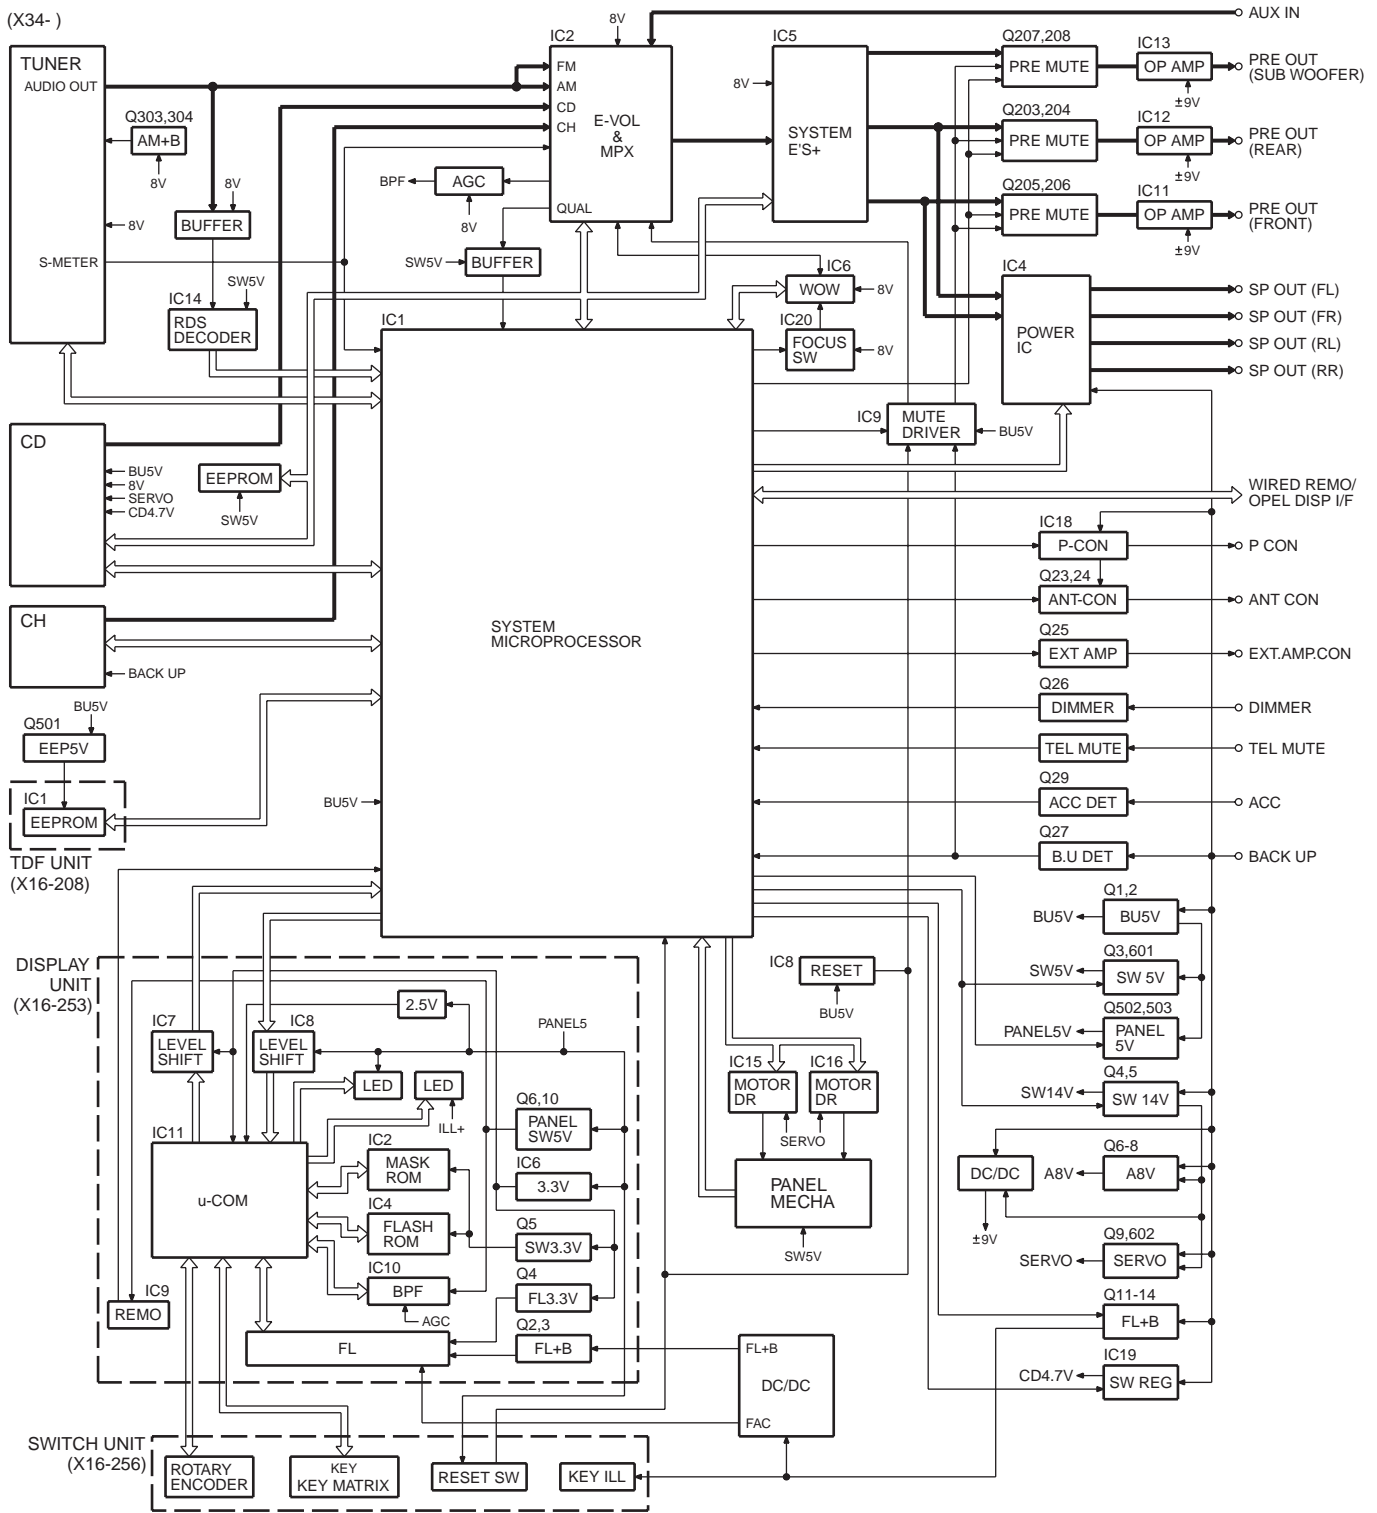 (X34- )
TUNER
AUDIO OUT
S-METER
Q303,304
AM+B
8V
8V
8V
BUFFER
IC14
SW5V
RDS
DECODER
CD
BU5V
8V
SERVO
CD4.7V
EEPROM
SW5V
CH
BACK UP
Q501
BU5V
EEP5V
IC1
EEPROM
TDF UNIT
(X16-208)
IC2
8V
FM
AM
CD
CH
E-VOL
&
MPX
QUAL
BPF
AGC
8V
SW5V
BUFFER
IC5
8V
SYSTEM
E'S+
IC6
WOW
8V
IC20
FOCUS
SW
8V
AUX IN
Q207,208
PRE MUTE
IC13
OP AMP
±9V
PRE OUT
(SUB WOOFER)
Q203,204
PRE MUTE
IC12
OP AMP
±9V
PRE OUT
(REAR)
Q205,206
PRE MUTE
IC11
OP AMP
±9V
PRE OUT
(FRONT)
IC4
POWER
IC
SP OUT (FL)
SP OUT (FR)
SP OUT (RL)
SP OUT (RR)
IC9
MUTE
DRIVER
BU5V
IC1
SYSTEM
MICROPROCESSOR
BU5V
WIRED REMO/
OPEL DISP I/F
IC18
P-CON
P CON
Q23,24
ANT-CON
ANT CON
Q25
EXT AMP
EXT.AMP.CON
Q26
DIMMER
DIMMER
TEL MUTE
TEL MUTE
Q29
ACC DET
ACC
Q27
B.U DET
BACK UP
Q1,2
BU5V
BU5V
Q3,601
SW5V
SW 5V
Q502,503
PANEL5V
PANEL
5V
Q4,5
SW14V
SW 14V
DC/DC
±9V
Q6-8
A8V
A8V
Q9,602
SERVO
SERVO
Q11-14
FL+B
IC19
CD4.7V
SW REG
IC8
RESET
BU5V
IC15
MOTOR
DR
IC16
MOTOR
DR
SERVO
PANEL
MECHA
SW5V
DISPLAY
UNIT
(X16-253)
IC7
LEVEL
SHIFT
IC8
LEVEL
SHIFT
2.5V
PANEL5
LED
LED
ILL+
IC11
u-COM
IC2
MASK
ROM
IC4
FLASH
ROM
IC10
BPF
AGC
Q6,10
PANEL
SW5V
IC6
3.3V
Q5
SW3.3V
Q4
FL3.3V
Q2,3
FL+B
IC9
REMO
FL
FL+B
DC/DC
FAC
SWITCH UNIT
(X16-256)
ROTARY
ENCODER
KEY
KEY MATRIX
RESET SW
KEY ILL